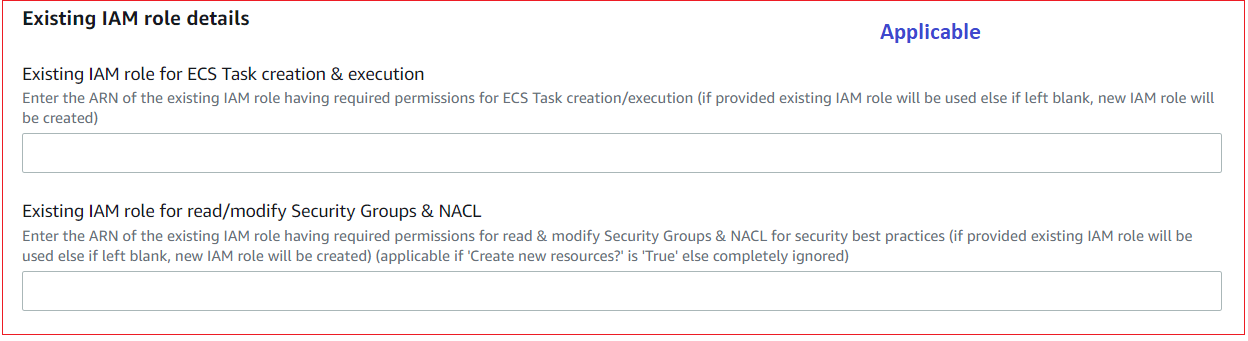 Existing IAM role details
Applicable
Existing IAM role for ECS Task creation & execution
Enter the ARN of the existing IAM role having required permissions for ECS Task creation/execution (if provided existing IAM role will be used else if left blank, new IAM role will
be created)
Existing IAM role for read/modify Security Groups & NACL
Enter the ARN of the existing IAM role having required permissions for read & modify Security Groups & NACL for security best practices (if provided existing IAM role will be
used else if left blank, new IAM role will be created) (applicable if 'Create new resources?' is 'True' else completely ignored)